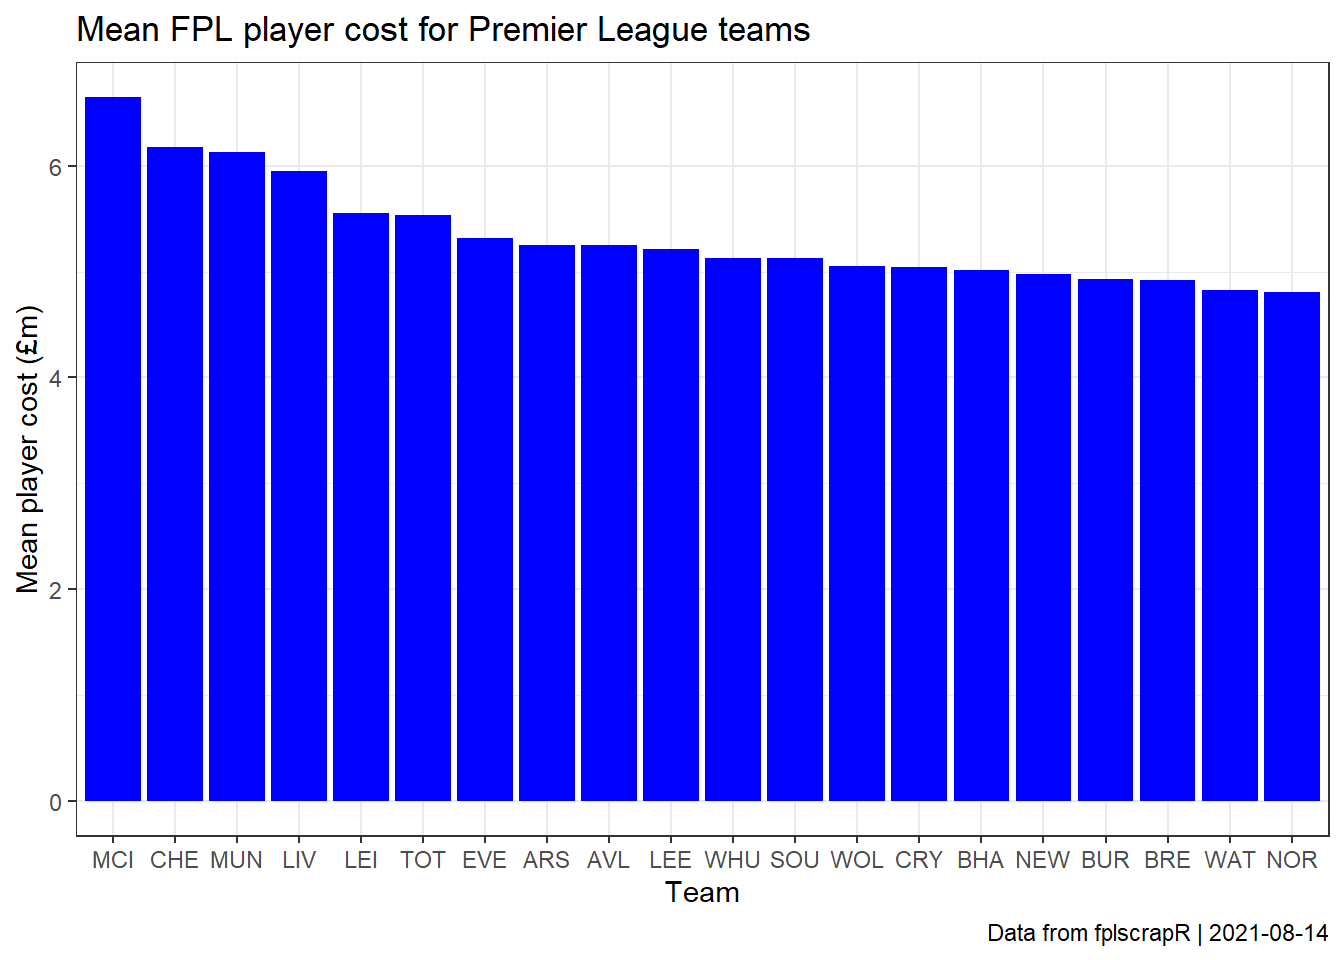 Mean FPL player cost for Premier League teams
Mean player cost (£m)
6
4
2
0
MCI CHE MUN LIV LEI TOT EVE ARS AVL LEE WHU SOU WOL CRY BHA NEW BUR BRE WAT NOR
Team
Data from fplscrapR | 2021-08-14